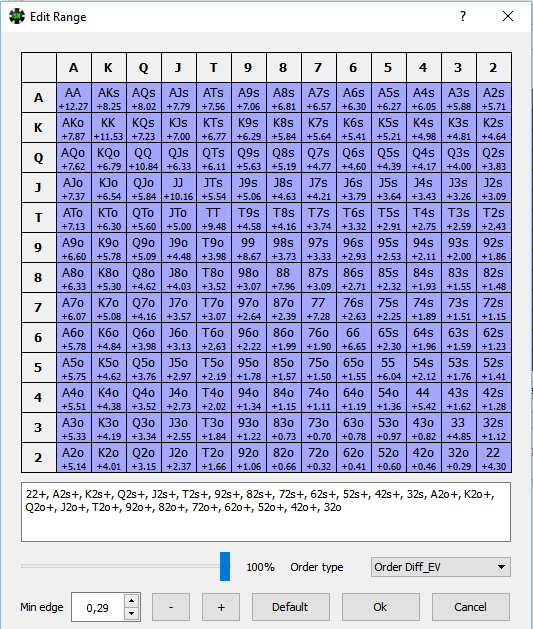 Edit Range
? ×
A K Q J T 9 8 7 6 5 4 3 2
A AA AKs AQs AJs ATs A9s A8s A7s A6s A5s A4s A3s A2s
+12.27 +8.25 +8.02 +7.79 +7.56 +7.06 +6.81 +6.57 +6.30 +6.27 +6.05 +5.88 +5.71
K AKo KK KQs KJs KTs K9s K8s K7s K6s K5s K4s K3s K2s
+7.87 +11.53 +7.23 +7.00 +6.77 +6.29 +5.84 +5.64 +5.41 +5.21 +4.98 +4.81 +4.64
Q AQo KQo QQ QJs QTs Q9s Q8s Q7s Q6s Q5s Q4s Q3s Q2s
+7.62 +6.79 +10.84 +6.33 +6.11 +5.63 +5.19 +4.77 +4.60 +4.39 +4.17 +4.00 +3.83
J AJo KJo QJo JJ JTs J9s J8s J7s J6s J5s J4s J3s J2s
+7.37 +6.54 +5.84 +10.16 +5.54 +5.06 +4.63 +4.21 +3.79 +3.64 +3.43 +3.26 +3.09
T ATo KTo QTo JTo TT T9s T8s T7s T6s T5s T4s T3s T2s
+7.13 +6.30 +5.60 +5.00 +9.48 +4.58 +4.16 +3.74 +3.32 +2.91 +2.75 +2.59 +2.43
9 A9o K9o Q9o J9o T9o 99 98s 97s 96s 95s 94s 93s 92s
+6.60 +5.78 +5.09 +4.48 +3.98 +8.67 +3.73 +3.33 +2.93 +2.53 +2.11 +2.00 +1.86
8 A8o K8o Q8o J8o T8o 98o 88 87s 86s 85s 84s 83s 82s
+6.33 +5.30 +4.62 +4.03 +3.52 +3.07 +7.96 +3.09 +2.71 +2.32 +1.93 +1.55 +1.48
7 A7o K7o Q7o J7o T7o 97o 87o 77 76s 75s 74s 73s 72s
+6.07 +5.08 +4.16 +3.57 +3.07 +2.64 +2.39 +7.28 +2.63 +2.25 +1.89 +1.51 +1.15
6 A6o K6o Q6o J6o T6o 96o 86o 76o 66 65s 64s 63s 62s
+5.78 +4.84 +3.98 +3.13 +2.63 +2.22 +1.99 +1.90 +6.65 +2.30 +1.96 +1.59 +1.23
5 A5o K5o Q5o J5o T5o 95o 85o 75o 65o 55 54s 53s 52s
+5.75 +4.62 +3.76 +2.97 +2.19 +1.78 +1.57 +1.50 +1.55 +6.04 +2.12 +1.76 +1.41
4 A4o K4o Q4o J4o T4o 94o 84o 74o 64o 54o 44 43s 42s
+5.51 +4.38 +3.52 +2.73 +2.02 +1.34 +1.15 +1.11 +1.19 +1.36 +5.42 +1.62 +1.28
3 A3o K3o Q3o J3o T3o 93o 83o 73o 63o 53o 43o 33 32s
+5.33 +4.19 +3.34 +2.55 +1.84 +1.22 +0.73 +0.70 +0.78 +0.97 +0.82 +4.85 +1.12
2 A2o K2o Q2o J2o T2o 92o 82o 72o 62o 52o 42o 32o 22
+5.14 +4.01 +3.15 +2.37 +1.66 +1.06 +0.66 +0.32 +0.41 +0.60 +0.46 +0.29 +4.30
22+, A2s+, K2s+, Q2s+, J2s+, T2s+, 92s+, 82s+, 72s+, 62s+, 52s+, 42s+, 32s, A2o+, K2o+,
Q2o+, J2o+, T2o+, 92o+, 82o+, 72o+, 62o+, 52o+, 42o+, 32o
100% Order type Order Diff_EV
Min edge 0,29 - + Default Ok Cancel